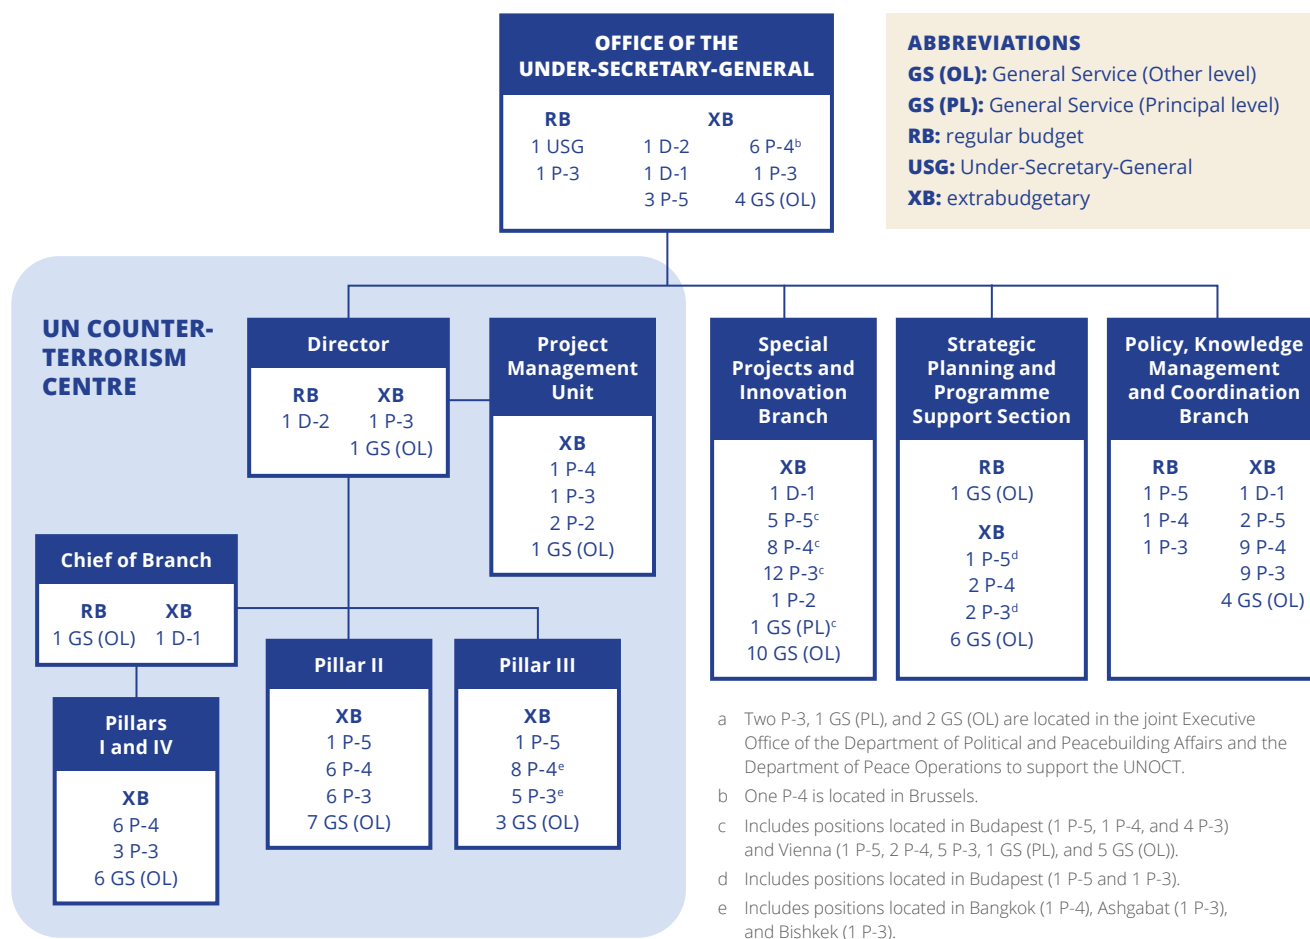 OFFICE OF THE
UNDER-SECRETARY-GENERAL
RB
1 USG
1 P-3
XB
1 D-2
1 D-1
3 P-5
6 P-4ᵇ
1 P-3
4 GS (OL)
ABBREVIATIONS
GS (OL): General Service (Other level)
GS (PL): General Service (Principal level)
RB: regular budget
USG: Under-Secretary-General
XB: extrabudgetary
UN COUNTER-
TERRORISM
CENTRE
Director
RB
1 D-2
XB
1 P-3
1 GS (OL)
Project
Management
Unit
XB
1 P-4
1 P-3
2 P-2
1 GS (OL)
Chief of Branch
RB
1 GS (OL)
XB
1 D-1
Pillars
I and IV
XB
6 P-4
3 P-3
6 GS (OL)
Pillar II
XB
1 P-5
6 P-4
6 P-3
7 GS (OL)
Pillar III
XB
1 P-5
8 P-4ᵉ
5 P-3ᵉ
3 GS (OL)
Special
Projects and
Innovation
Branch
XB
1 D-1
5 P-5ᶜ
8 P-4ᶜ
12 P-3ᶜ
1 P-2
1 GS (PL)ᶜ
10 GS (OL)
Strategic
Planning and
Programme
Support Section
RB
1 GS (OL)
XB
1 P-5ᵈ
2 P-4
2 P-3ᵈ
6 GS (OL)
Policy, Knowledge
Management
and Coordination
Branch
RB
1 P-5
1 P-4
1 P-3
XB
1 D-1
2 P-5
9 P-4
9 P-3
4 GS (OL)
a Two P-3, 1 GS (PL), and 2 GS (OL) are located in the joint Executive
Office of the Department of Political and Peacebuilding Affairs and the
Department of Peace Operations to support the UNOCT.
b One P-4 is located in Brussels.
c Includes positions located in Budapest (1 P-5, 1 P-4, and 4 P-3)
and Vienna (1 P-5, 2 P-4, 5 P-3, 1 GS (PL), and 5 GS (OL)).
d Includes positions located in Budapest (1 P-5 and 1 P-3).
e Includes positions located in Bangkok (1 P-4), Ashgabat (1 P-3),
and Bishkek (1 P-3).